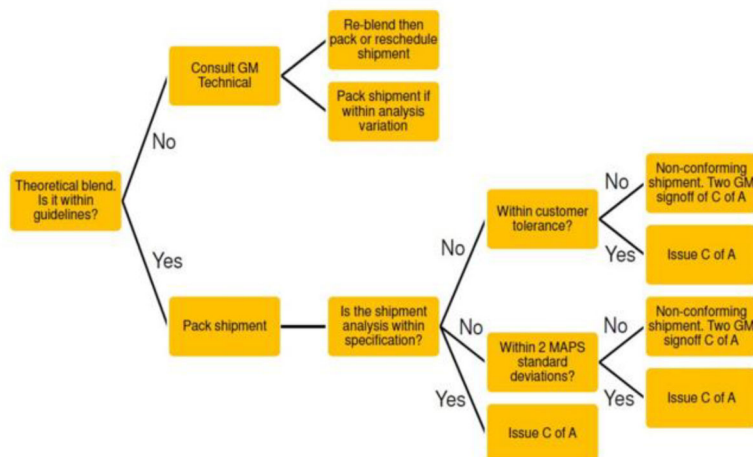 Re-blend then
pack or reschedule
shipment
Consult GM
Technical
Pack shipment if
within analysis
variation
No
Theoretical blend.
Is it within
guidelines?
Yes
Pack shipment
Is the shipment
analysis within
specification?
No
Within customer
tolerance?
No
Non-conforming
shipment. Two GM
signoff of C of A
Yes
Issue C of A
No
Within 2 MAPS
standard
deviations?
No
Non-conforming
shipment. Two GM
signoff C of A
Yes
Issue C of A
Yes
Issue C of A